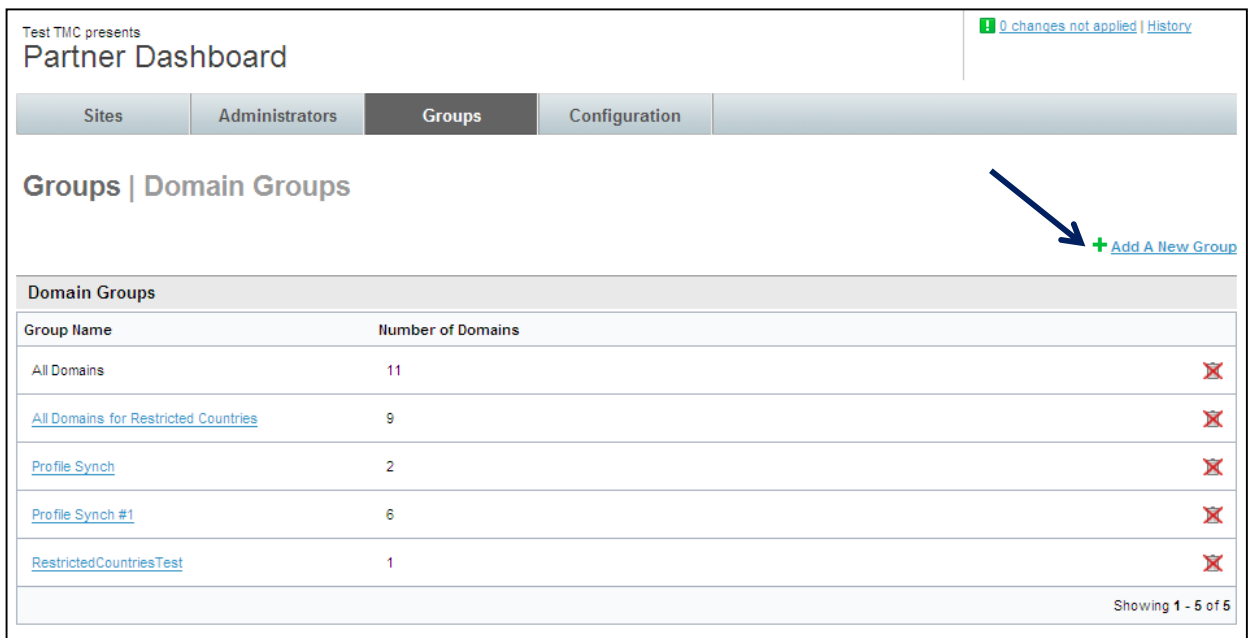 Test TMC presents
Partner Dashboard
0 changes not applied | History
Sites Administrators Groups Configuration
Groups | Domain Groups
Add A New Group
Domain Groups
Group Name Number of Domains
All Domains 11
All Domains for Restricted Countries 9
Profile Synch 2
Profile Synch #1 6
RestrictedCountriesTest 1
Showing 1 - 5 of 5